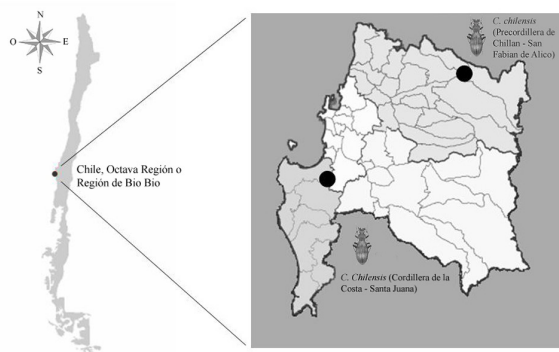 N
O
E
S
Chile, Octava Región o
Región de Bio Bio
C. chilensis
(Precordillera de
Chillan - San
Fabian de Alico)
C. Chilensis (Cordillera de la
Costa - Santa Juana)